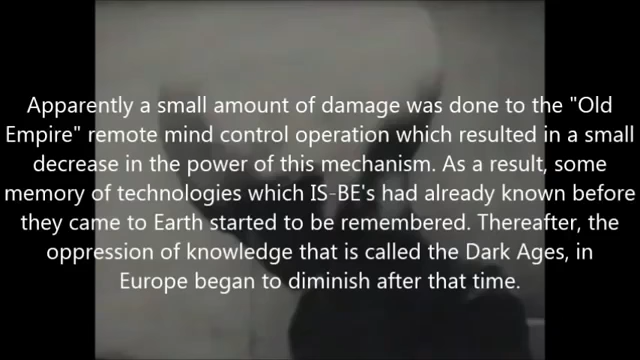 Apparently a small amount of damage was done to the "Old
Empire" remote mind control operation which resulted in a small
decrease in the power of this mechanism. As a result, some
memory of technologies which IS-BE's had already known before
they came to Earth started to be remembered. Thereafter, the
oppression of knowledge that is called the Dark Ages, in
Europe began to diminish after that time.